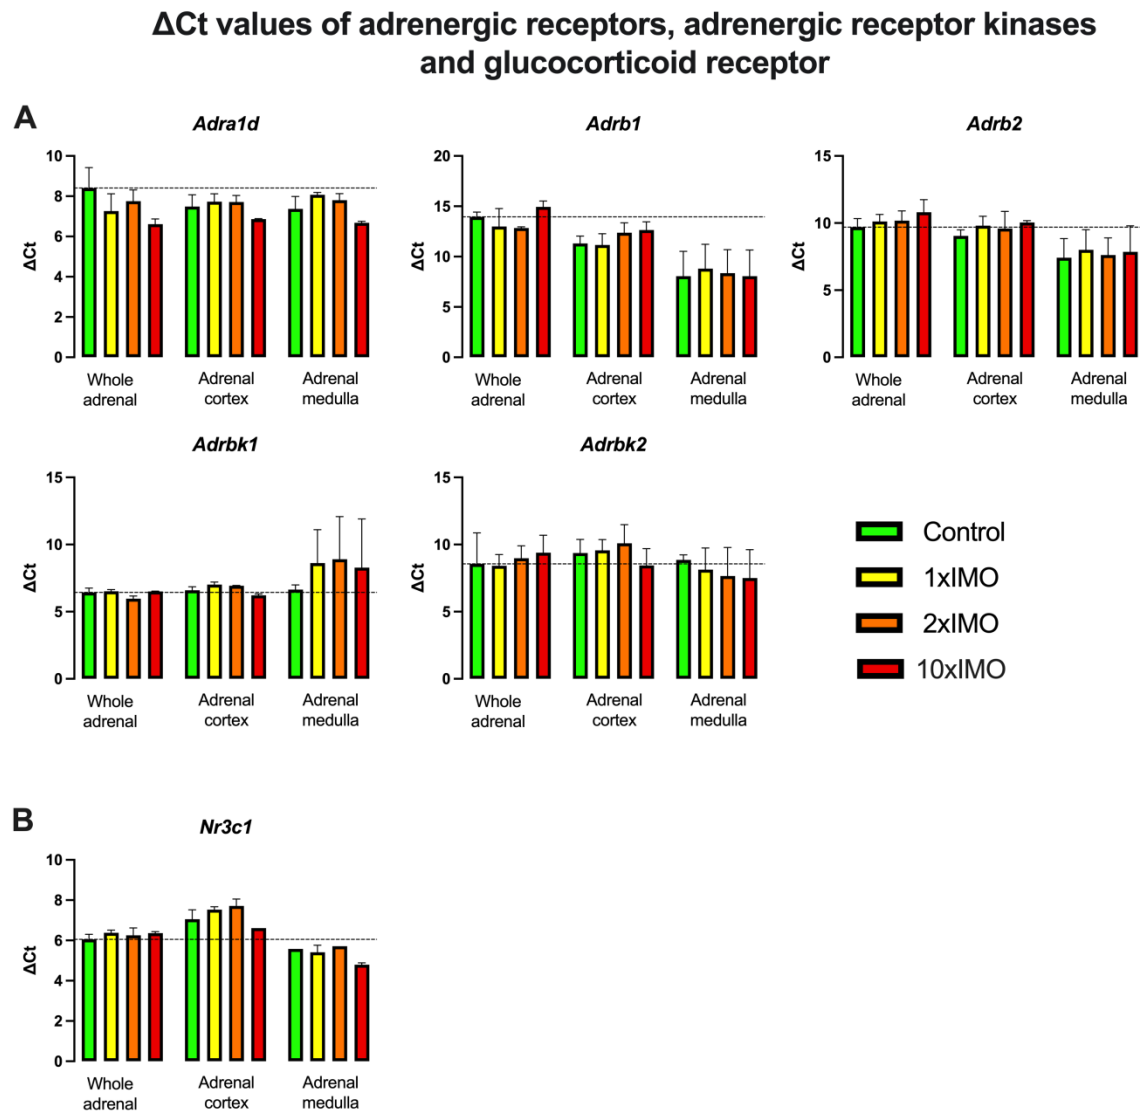 ΔCt values of adrenergic receptors, adrenergic receptor kinases
and glucocorticoid receptor
A
Adra1d
10
8
6
4
2
0
ΔCt
Whole
adrenal
Adrenal
cortex
Adrenal
medulla
Adrb1
20
15
10
5
0
ΔCt
Whole
adrenal
Adrenal
cortex
Adrenal
medulla
Adrb2
15
10
5
0
ΔCt
Whole
adrenal
Adrenal
cortex
Adrenal
medulla
Adrbk1
15
10
5
0
ΔCt
Whole
adrenal
Adrenal
cortex
Adrenal
medulla
Adrbk2
15
10
5
0
ΔCt
Whole
adrenal
Adrenal
cortex
Adrenal
medulla
Control
1xIMO
2xIMO
10xIMO
B
Nr3c1
10
8
6
4
2
0
ΔCt
Whole
adrenal
Adrenal
cortex
Adrenal
medulla